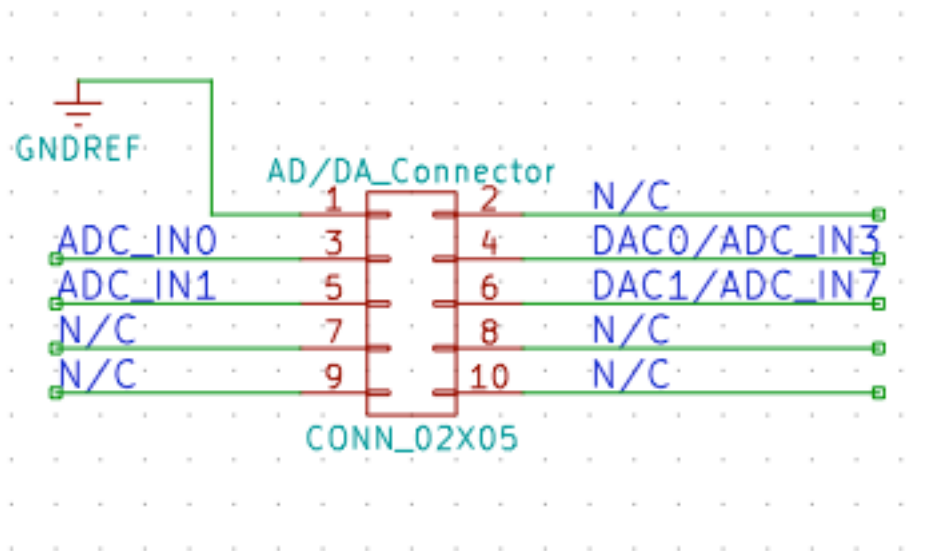 GNDREF
AD/DA_Connector
1 2 N/C
ADC_IN0 3 4 DAC0/ADC_IN3
ADC_IN1 5 6 DAC1/ADC_IN7
N/C 7 8 N/C
N/C 9 10 N/C
CONN_02X05